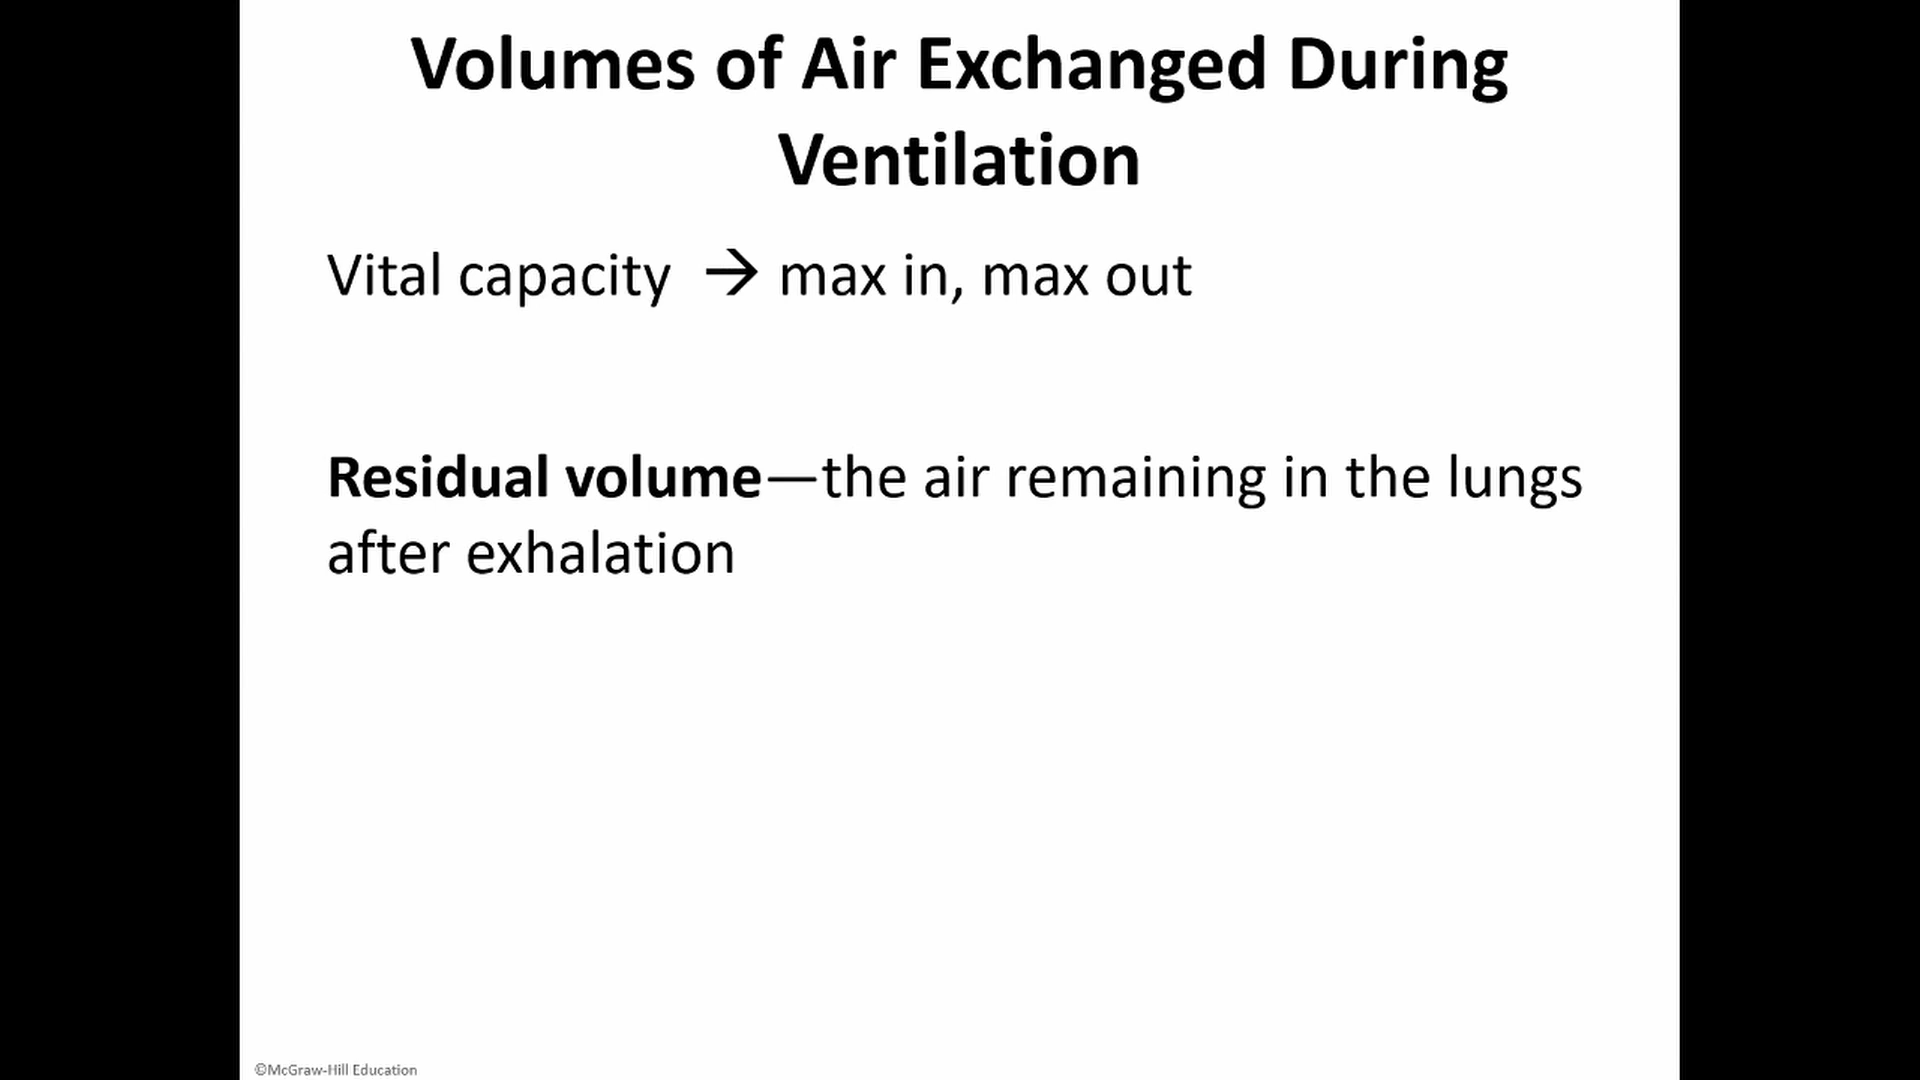 Volumes of Air Exchanged During
Ventilation
Vital capacity → max in, max out
Residual volume—the air remaining in the lungs
after exhalation
©McGraw-Hill Education